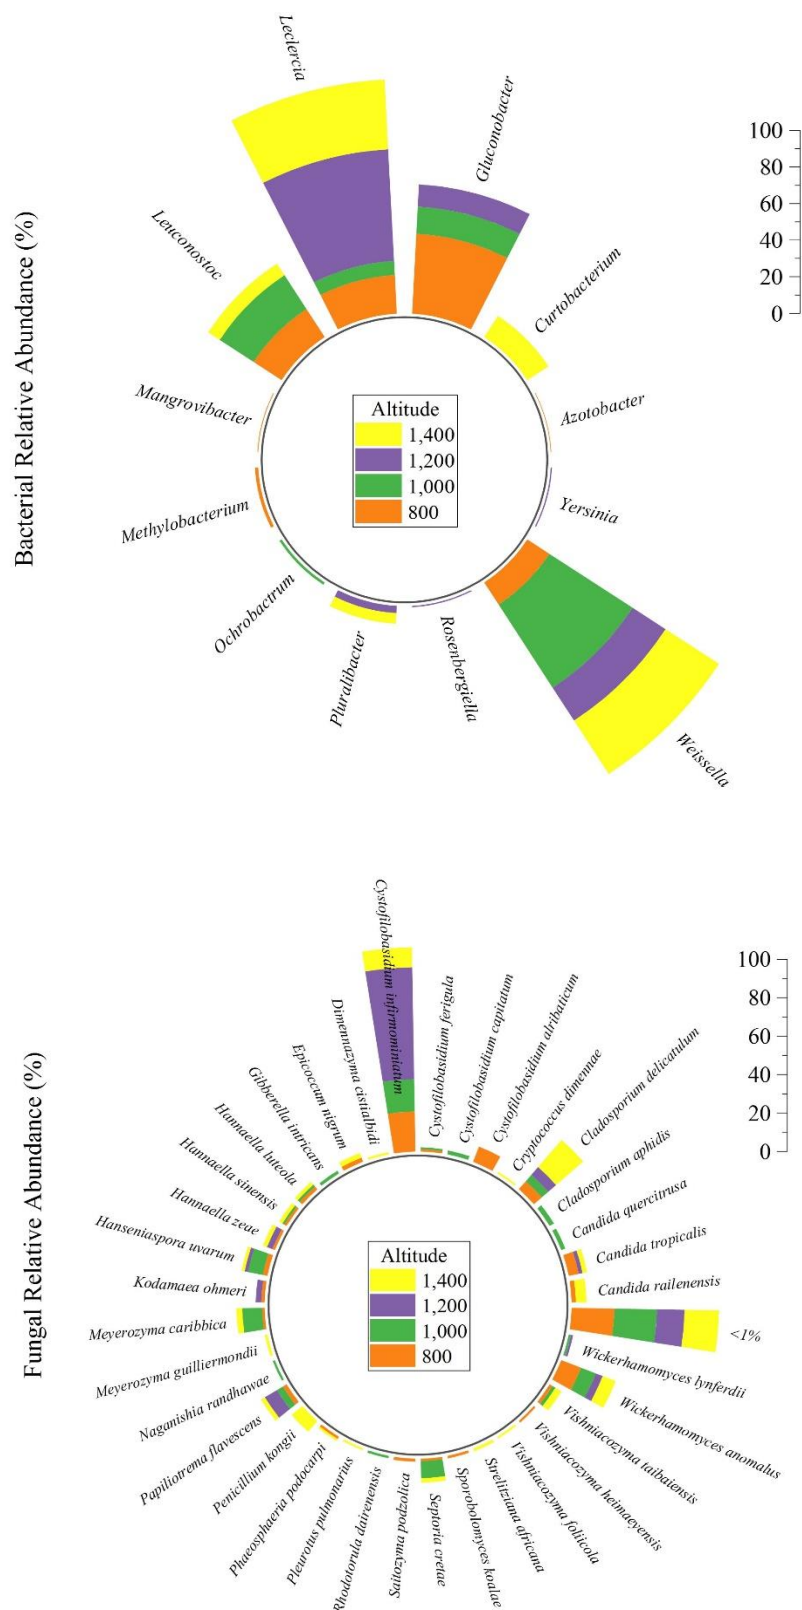 Bacterial Relative Abundance (%)
Leclercia
Gluconobacter
Leuconostoc
Curtobacterium
Mangrovibacter
Azotobacter
Methylobacterium
Yersinia
Ochrobactrum
Pluralibacter
Rosenbergiella
Weissella
Altitude
1,400
1,200
1,000
800
100
80
60
40
20
0
Fungal Relative Abundance (%)
Cystofilobasidium infirmominiatum
Cystofilobasidium ferigula
Cystofilobasidium capitatum
Cystofilobasidium alribaticum
Cryptococcus dimennae
Cladosporium delicatulum
Cladosporium aphidis
Candida quercitrusa
Candida tropicalis
Candida railenensis
<1%
Wickerhamomyces lynferdii
Wickerhamomyces anomalus
Vishniacozyma taibaiensis
Vishniacozyma heimaeyensis
Vishniacozyma foliicola
Strelitziana africana
Sporobolomyces koalae
Septoria cretae
Saitozyma podzolica
Rhodotorula dairenensis
Pleurotus pulmonarius
Phaeosphaeria podocarpi
Penicillium kongii
Papiliotrema flavescens
Naganishia randhawae
Meyerozyma guilliermondii
Meyerozyma caribbica
Kodamaea ohmeri
Hanseniaspora uvarum
Hannaella zeae
Hannaella sinensis
Hannaella luteola
Gibberella intricans
Epicoccum nigrum
Dimennazyma cistialbidi
Altitude
1,400
1,200
1,000
800
100
80
60
40
20
0